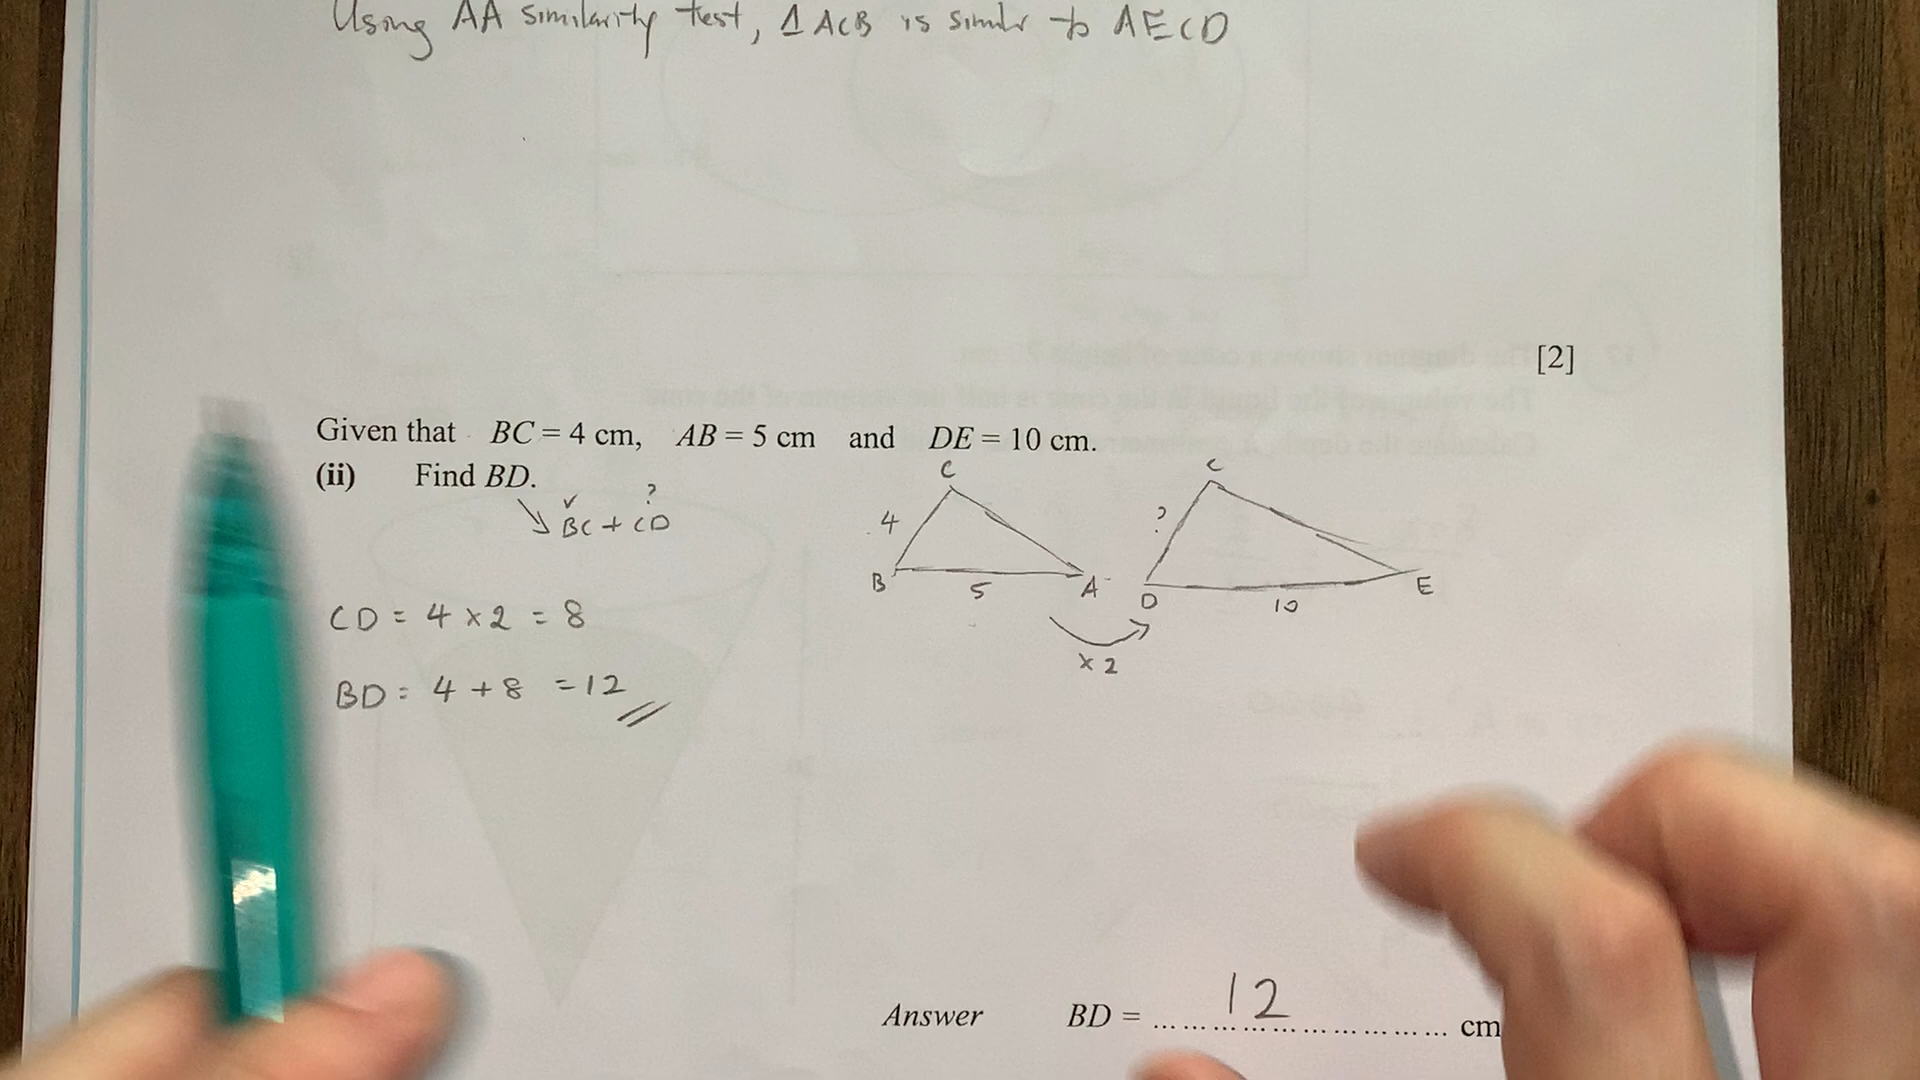 Using AA similarity test, △ACB is similar to △ECD
[2]
Given that BC = 4 cm, AB = 5 cm and DE = 10 cm.
(ii) Find BD.
BC + CD
✓ ?
C
4
B 5 A
C
?
D 10 E
× 2
CD = 4 × 2 = 8
BD = 4 + 8 = 12
Answer BD = 12 cm